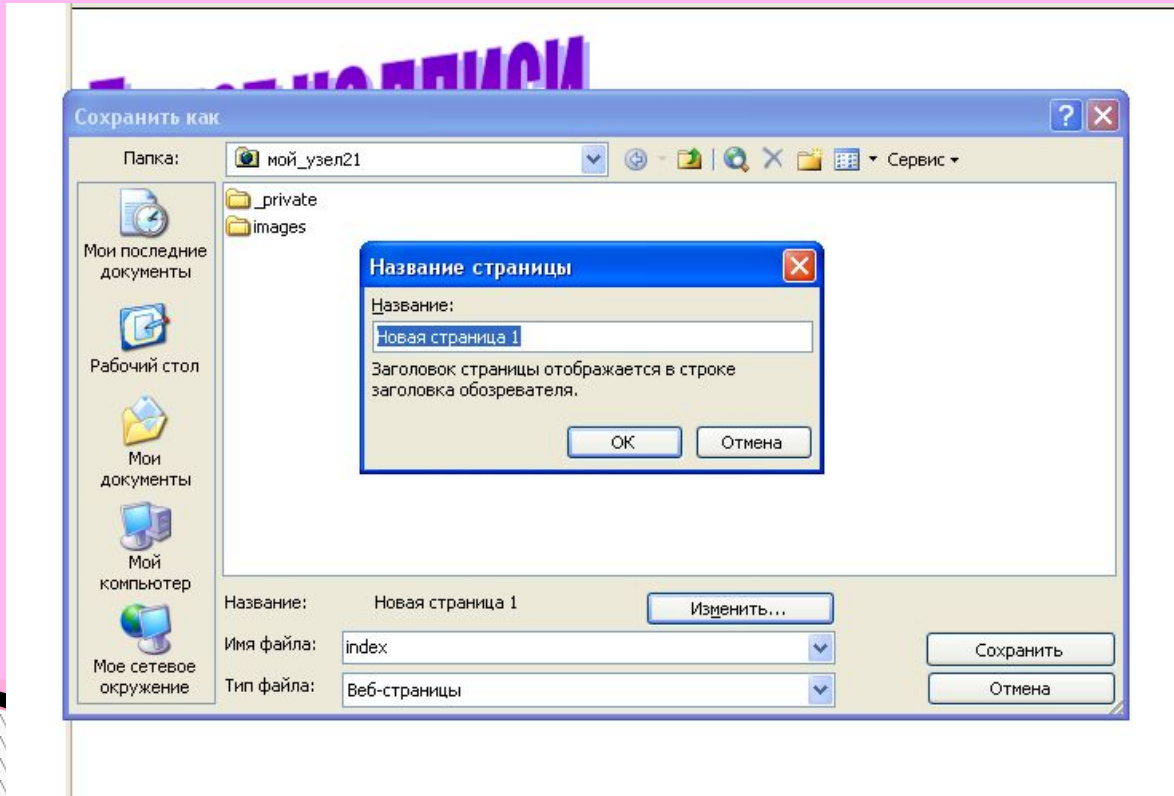 Сохранить как
Папка:
мой_узел21
Сервис
_private
images
Мои последние
документы
Рабочий стол
Мои
документы
Мой
компьютер
Мое сетевое
окружение
Название страницы
Название:
Новая страница 1
Заголовок страницы отображается в строке
заголовка обозревателя.
ОК
Отмена
Название:
Новая страница 1
Изменить...
Имя файла:
index
Сохранить
Тип файла:
Веб-страницы
Отмена